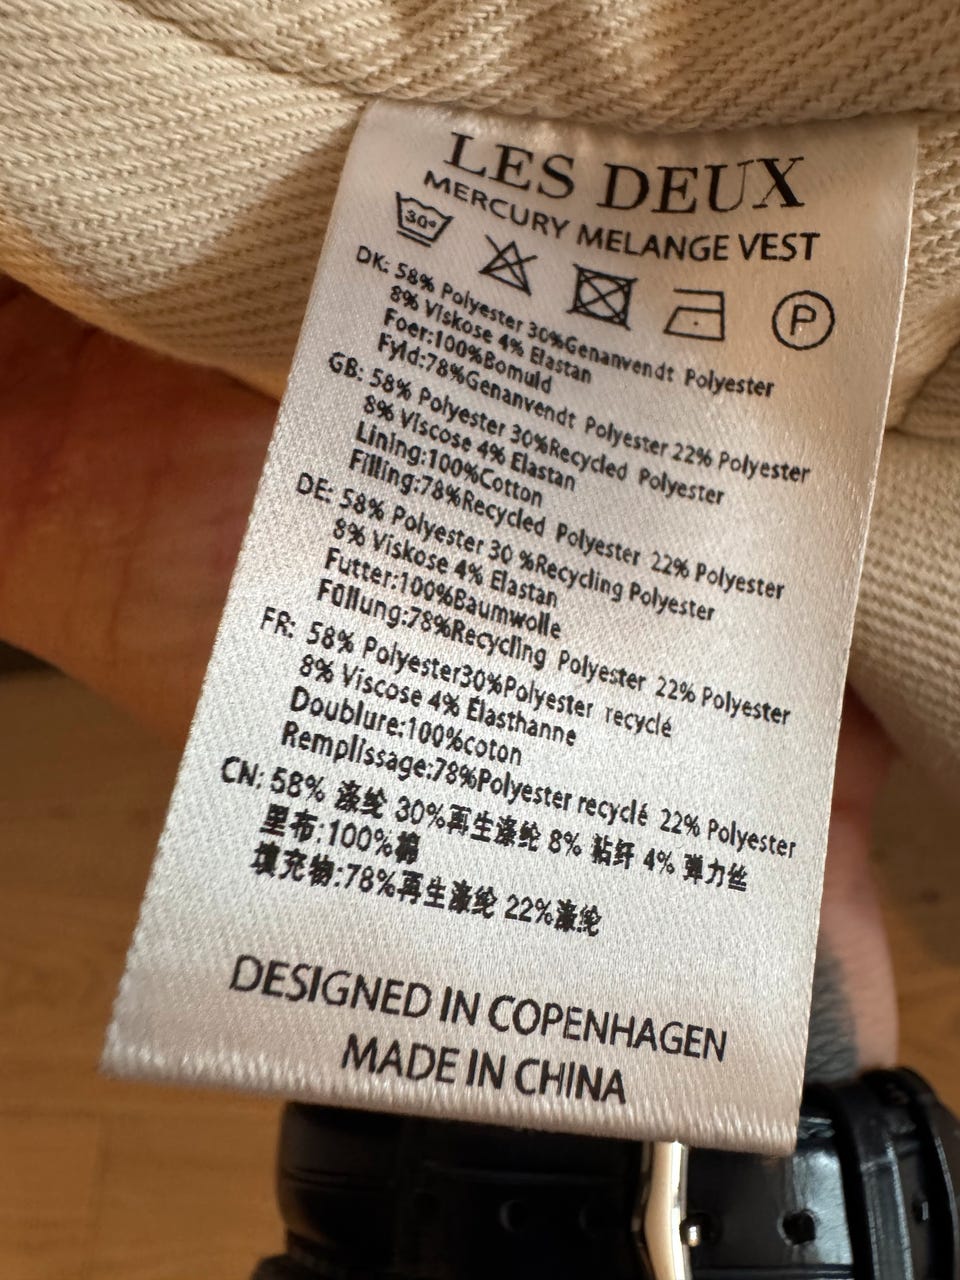 LES DEUX
MERCURY MELANGE VEST
30°
P
DK: 58% Polyester 30%Genanvendt Polyester
8% Viskose 4% Elastan
Foer:100%Bomuld
Fyld:78%Genanvendt Polyester 22% Polyester
GB: 58% Polyester 30%Recycled Polyester
8% Viscose 4% Elastan
Lining:100%Cotton
Filling:78%Recycled Polyester 22% Polyester
DE: 58% Polyester 30 %Recycling Polyester
8% Viskose 4% Elastan
Futter:100%Baumwolle
Füllung:78%Recycling Polyester 22% Polyester
FR: 58% Polyester30%Polyester recyclé
8% Viscose 4% Élasthanne
Doublure:100%coton
Remplissage:78%Polyester recyclé 22% Polyester
CN: 58% 涤纶 30%再生涤纶 8% 粘纤 4% 弹力丝
里布:100%棉
填充物:78%再生涤纶 22%涤纶
DESIGNED IN COPENHAGEN
MADE IN CHINA